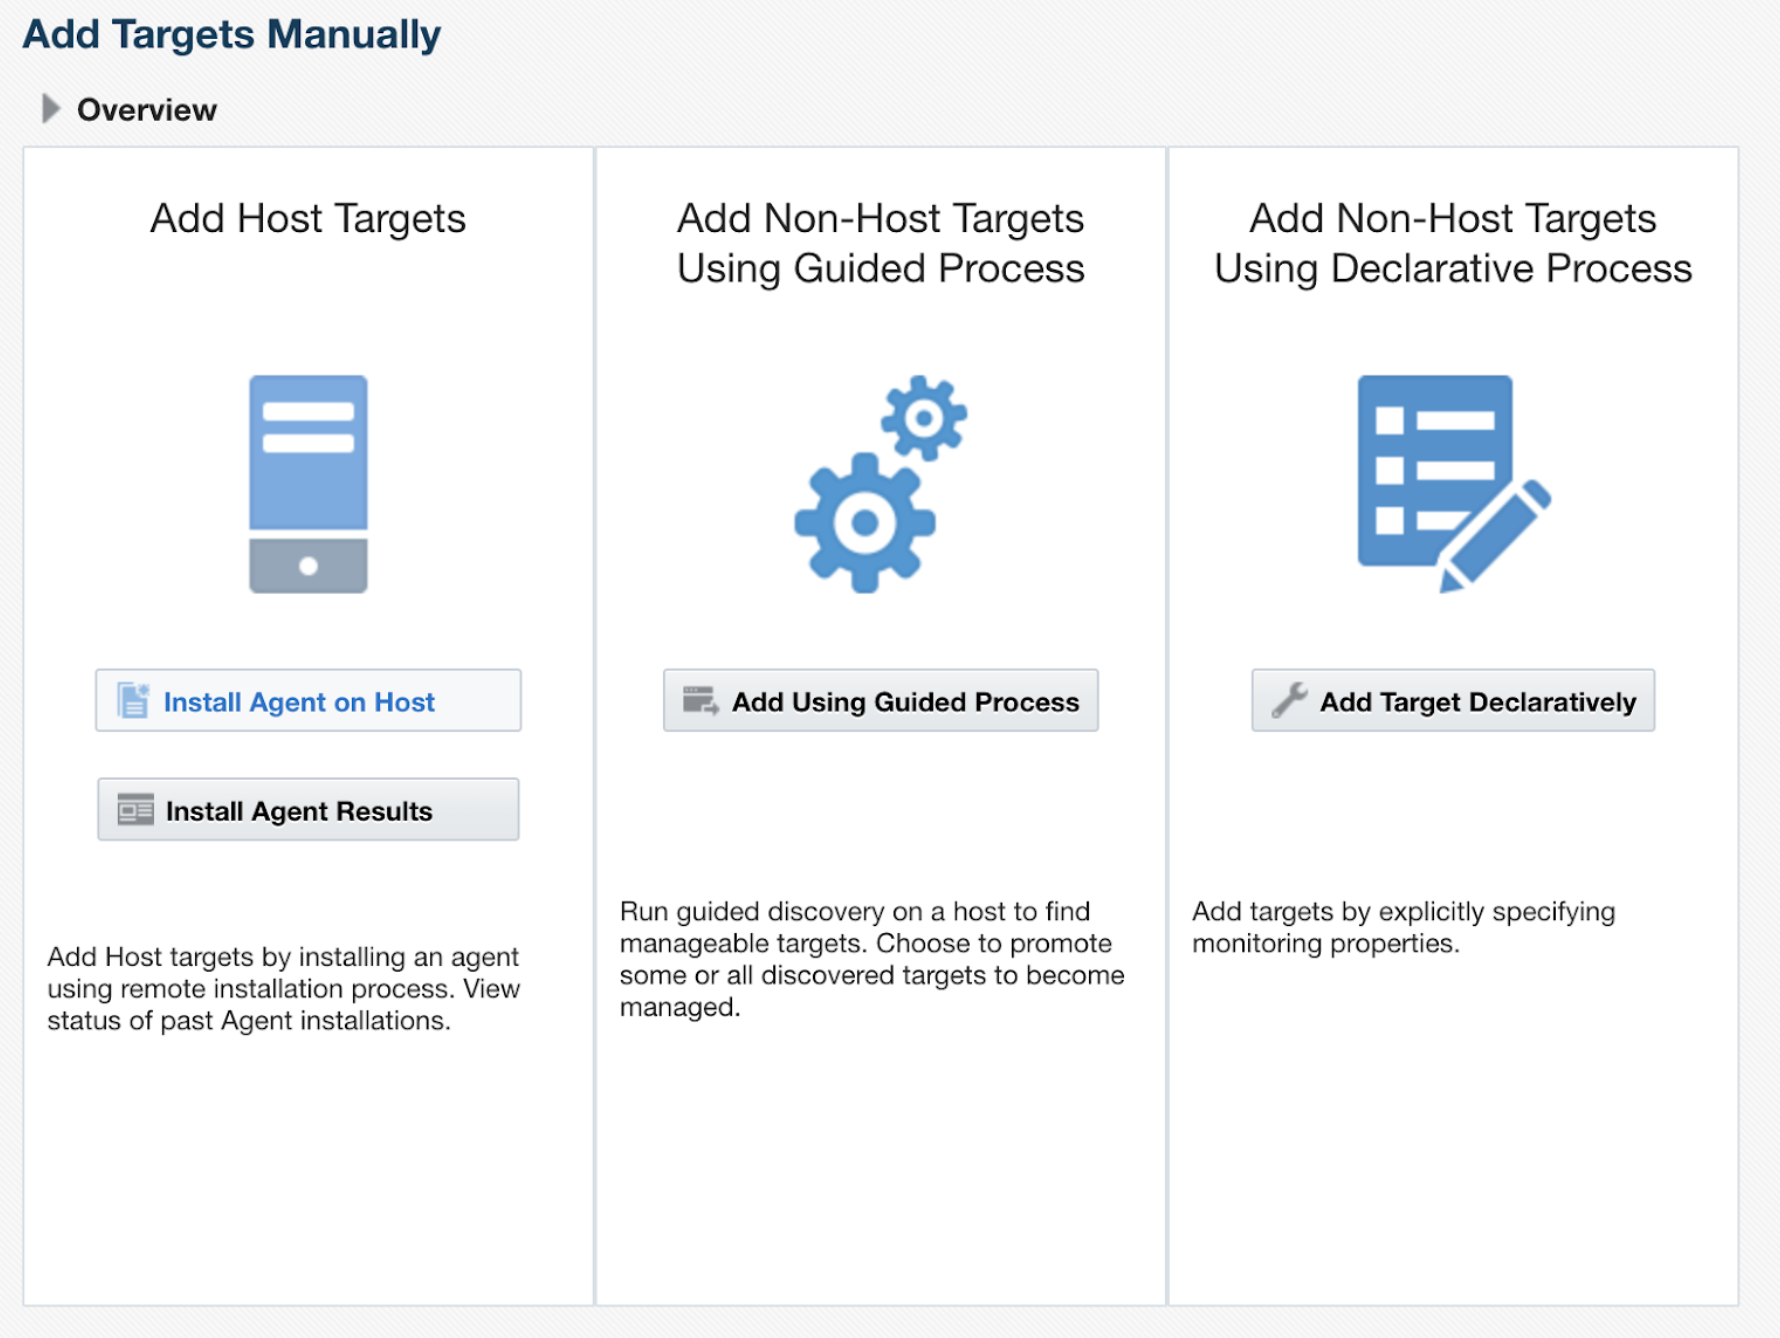 Add Targets Manually
Overview
Add Host Targets
Install Agent on Host
Install Agent Results
Add Host targets by installing an agent
using remote installation process. View
status of past Agent installations.
Add Non-Host Targets
Using Guided Process
Add Using Guided Process
Run guided discovery on a host to find
manageable targets. Choose to promote
some or all discovered targets to become
managed.
Add Non-Host Targets
Using Declarative Process
Add Target Declaratively
Add targets by explicitly specifying
monitoring properties.